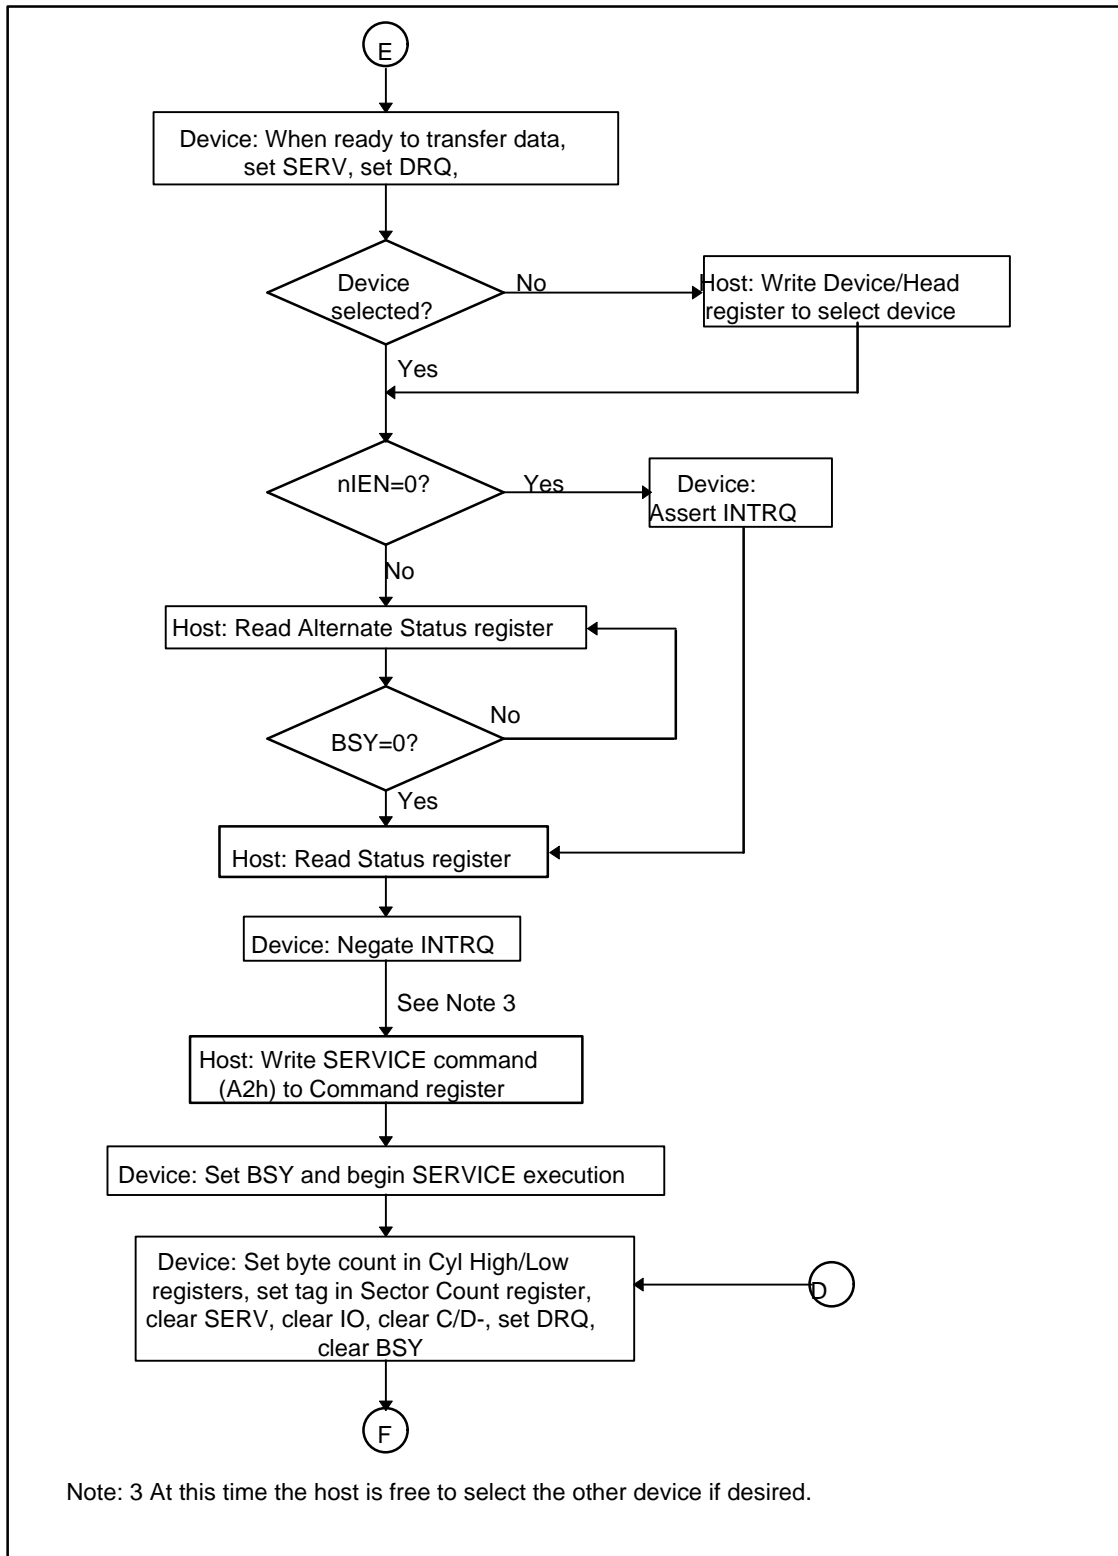 E
Device: When ready to transfer data,
set SERV, set DRQ,
Device
selected?
No
Host: Write Device/Head
register to select device
Yes
nIEN=0?
Yes
Device:
Assert INTRQ
No
Host: Read Alternate Status register
No
BSY=0?
Yes
Host: Read Status register
Device: Negate INTRQ
See Note 3
Host: Write SERVICE command
(A2h) to Command register
Device: Set BSY and begin SERVICE execution
Device: Set byte count in Cyl High/Low
registers, set tag in Sector Count register,
clear SERV, clear IO, clear C/D-, set DRQ,
clear BSY
D
F
Note: 3 At this time the host is free to select the other device if desired.